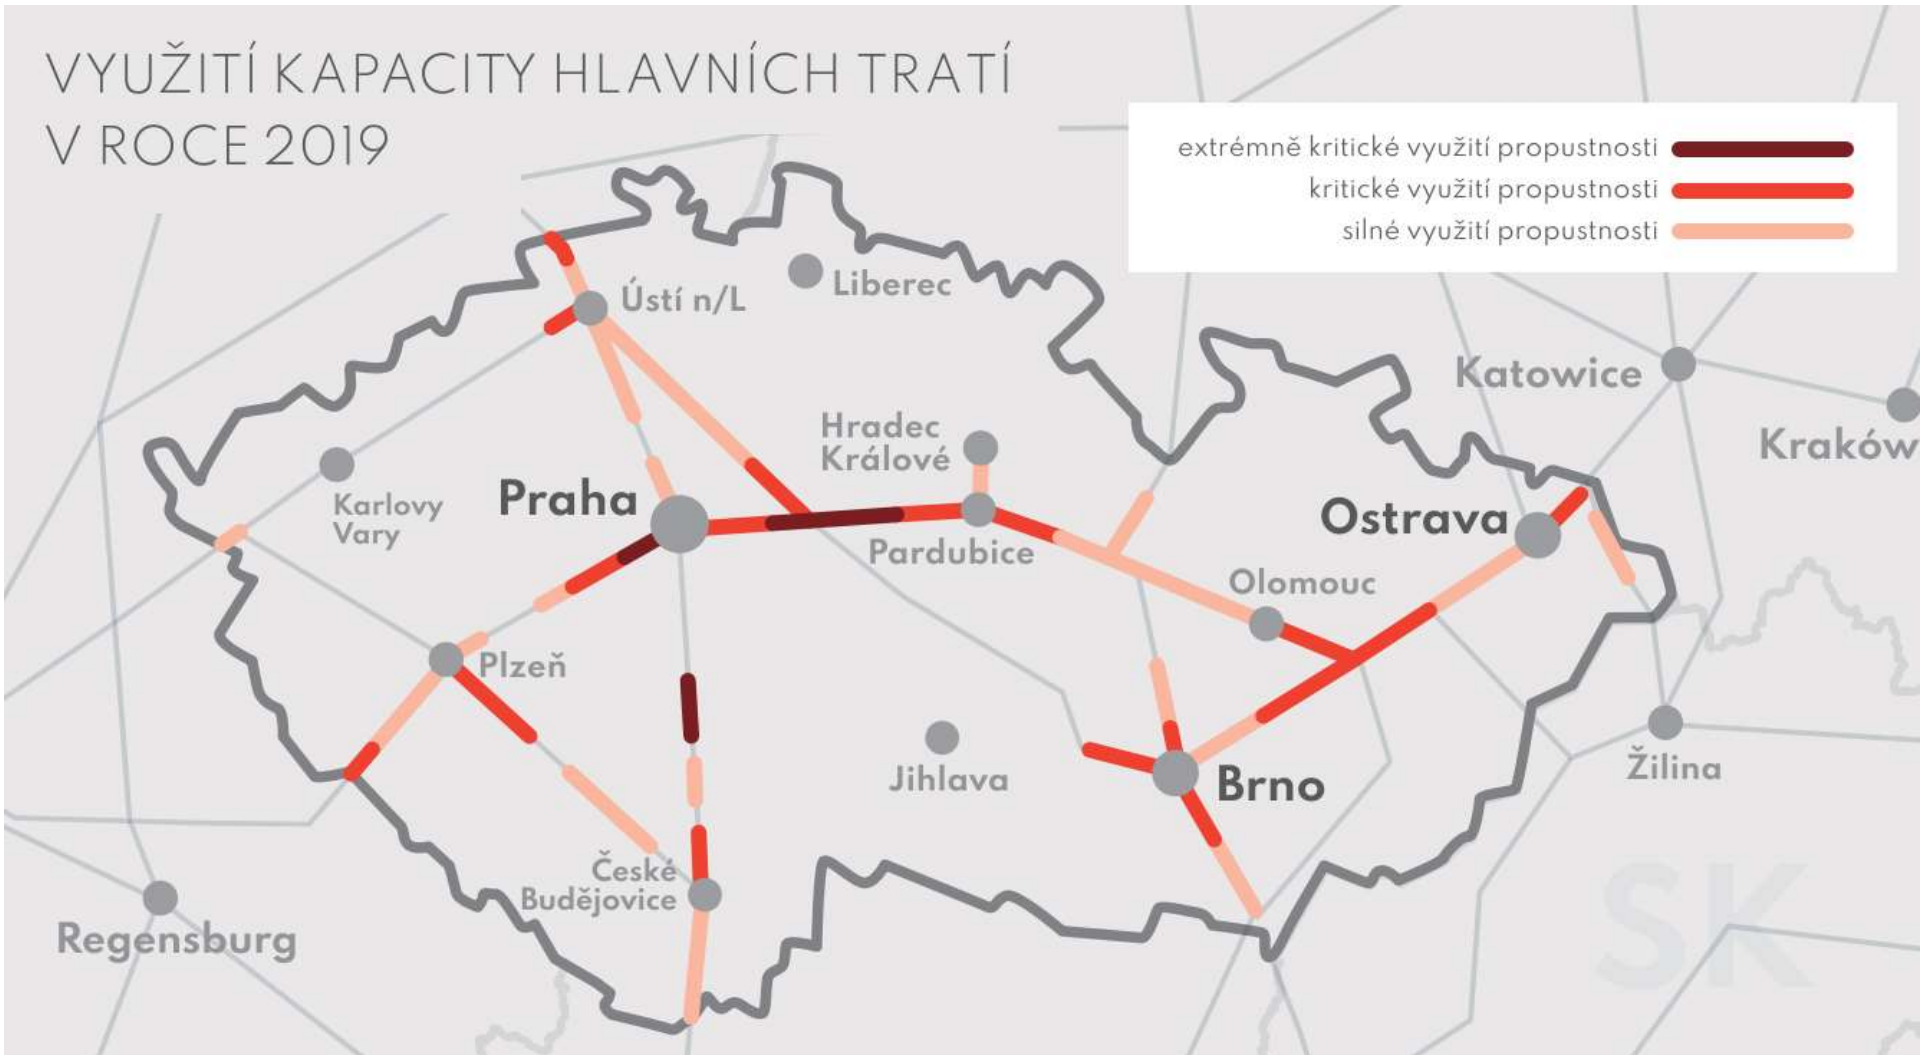 VYUŽITÍ KAPACITY HLAVNÍCH TRATÍ
V ROCE 2019
extrémně kritické využití propustnosti
kritické využití propustnosti
silné využití propustnosti
Ústí n/L
Liberec
Katowice
Kraków
Hradec
Králové
Karlovy
Vary
Praha
Ostrava
Pardubice
Olomouc
Plzeň
Jihlava
Brno
Žilina
České
Budějovice
Regensburg
SK